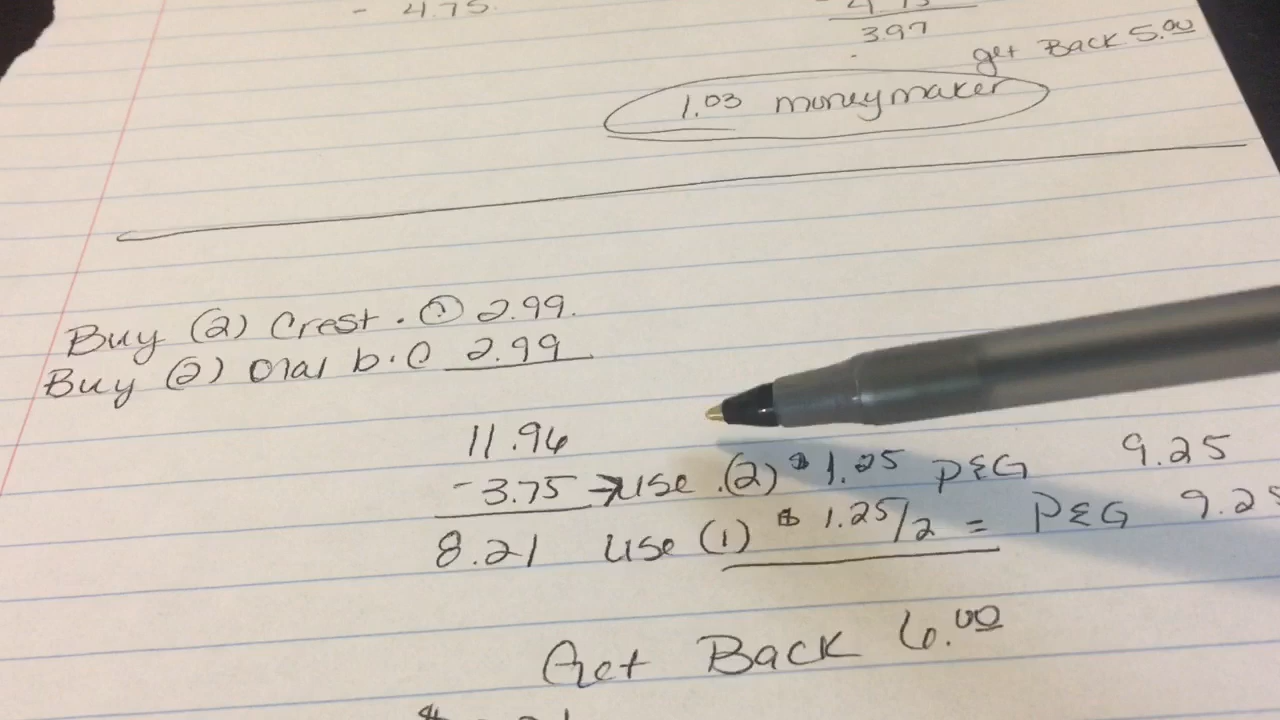 - 4.75
3.97
get Back 5.00
1.03 moneymaker
Buy (2) Crest . @ 2.99.
Buy (2) Oral b. @ 2.99
11.96
- 3.75 → use .(2) $1.25 P&G 9.25
8.21 use (1) $1.25/2 = P&G 9.25
Get Back 6.00